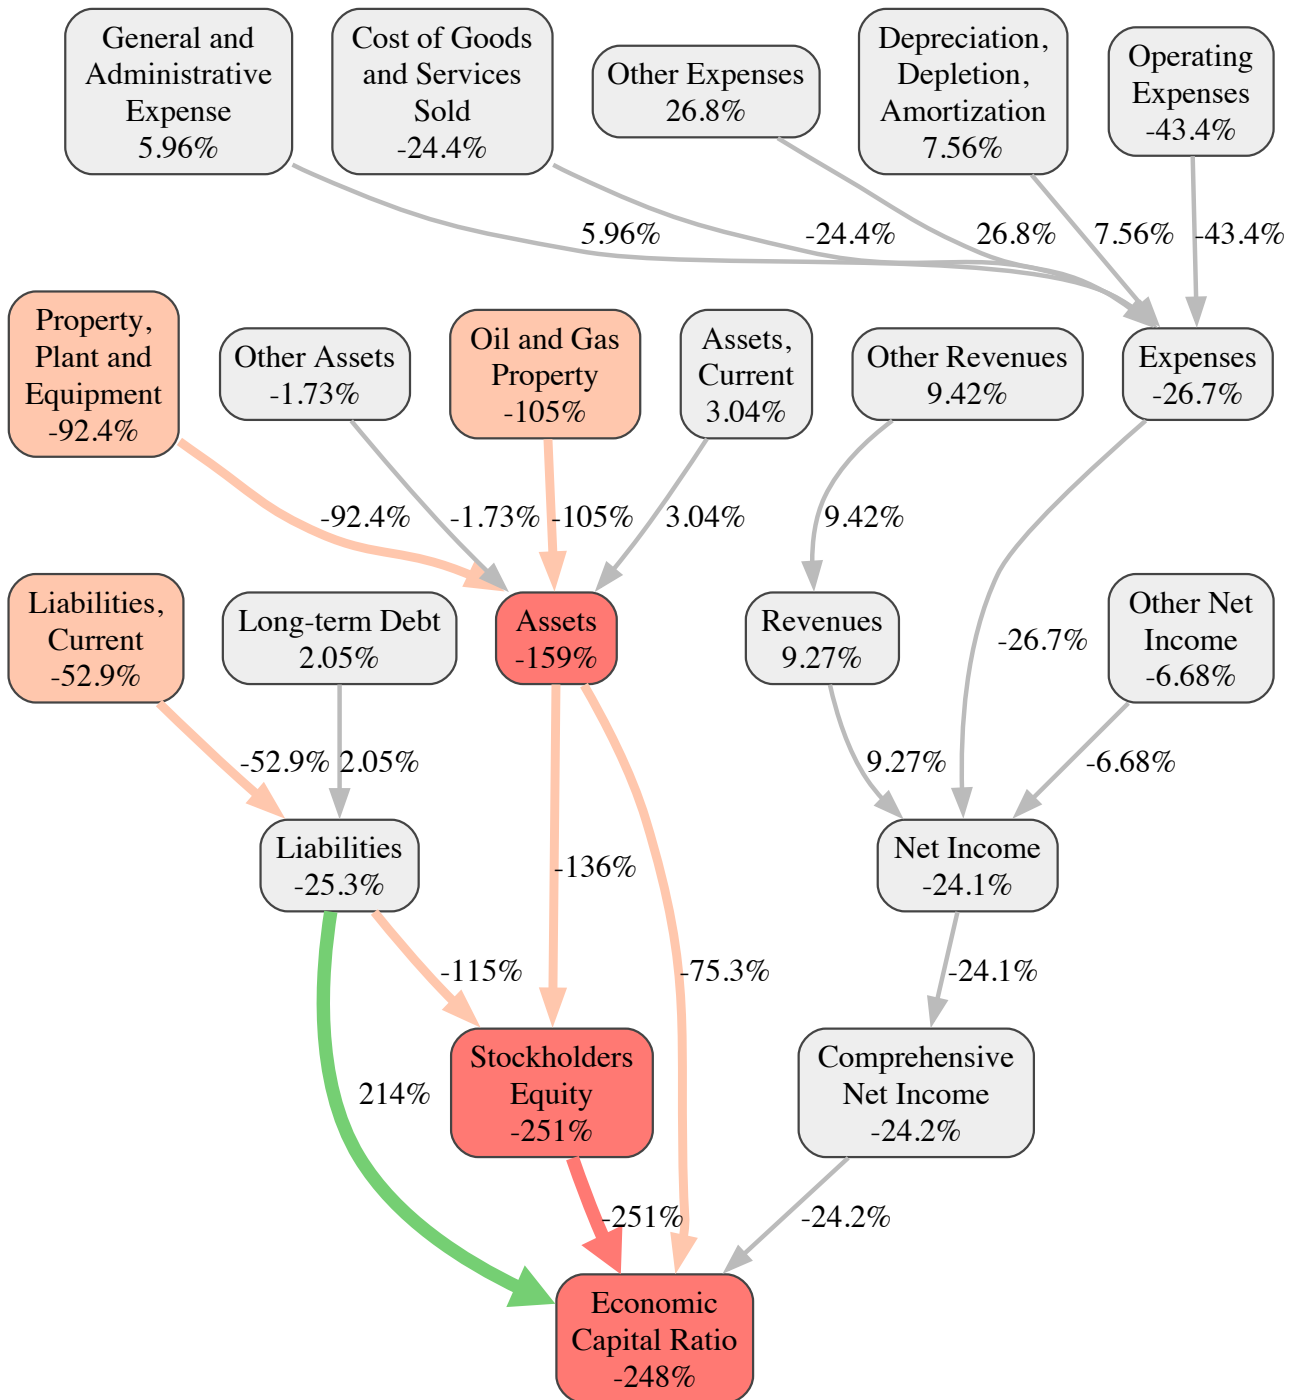 General and
Administrative
Expense
5.96%
Cost of Goods
and Services
Sold
-24.4%
Other Expenses
26.8%
Depreciation,
Depletion,
Amortization
7.56%
Operating
Expenses
-43.4%
5.96%
-24.4%
26.8%
7.56%
-43.4%
Property,
Plant and
Equipment
-92.4%
Other Assets
-1.73%
Oil and Gas
Property
-105%
Assets,
Current
3.04%
Other Revenues
9.42%
Expenses
-26.7%
-92.4%
-1.73%
-105%
3.04%
9.42%
Liabilities,
Current
-52.9%
Long-term Debt
2.05%
Assets
-159%
Revenues
9.27%
-26.7%
Other Net
Income
-6.68%
-52.9%
2.05%
9.27%
-6.68%
Liabilities
-25.3%
-136%
Net Income
-24.1%
-115%
-75.3%
-24.1%
214%
Stockholders
Equity
-251%
Comprehensive
Net Income
-24.2%
-251%
-24.2%
Economic
Capital Ratio
-248%